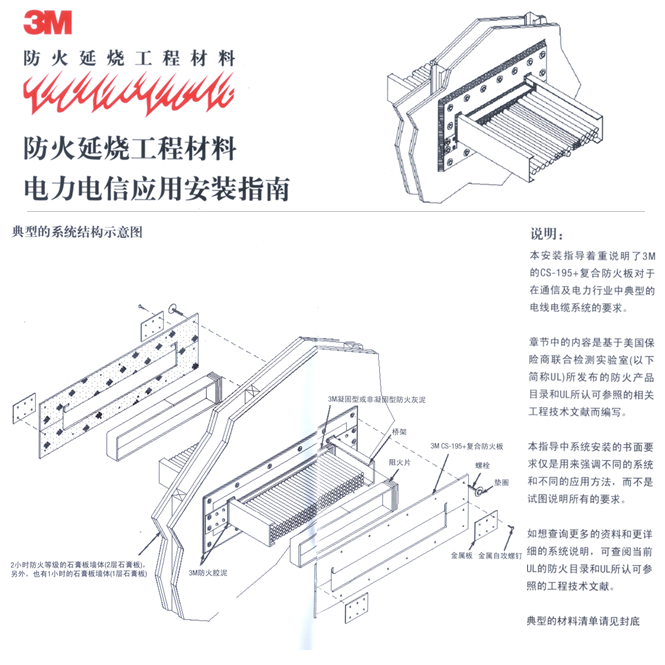 3M
防火延烧工程材料
防火延烧工程材料
电力电信应用安装指南
典型的系统结构示意图
说明：
本安装指导着重说明了3M
的CS-195+复合防火板对于
在通信及电力行业中典型的
电线电缆系统的要求。
章节中的内容是基于美国保
险商联合检测实验室(以下
简称UL)所发布的防火产品
目录和UL所认可参照的相关
工程技术文献而编写。
本指导中系统安装的书面要
求仅是用来强调不同的系统
和不同的应用方法，而不是
试图说明所有的要求。
如想查询更多的资料和更详
细的系统说明，可查阅当前
UL的防火目录和UL所认可参
照的工程技术文献。
典型的材料清单请见封底
3M凝固型或非凝固型防火灰泥
桥架
3M CS-195+复合防火板
阻火片
螺栓
垫圈
金属板
金属自攻螺钉
2小时防火等级的石膏板墙体(2层石膏板)，
另外，也有1小时的石膏板墙体(1层石膏板)
3M防火胶泥